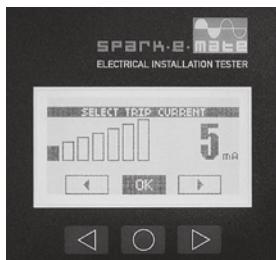 spark·e·mate
ELECTRICAL INSTALLATION TESTER
SELECT TRIP CURRENT
5 mA
OK